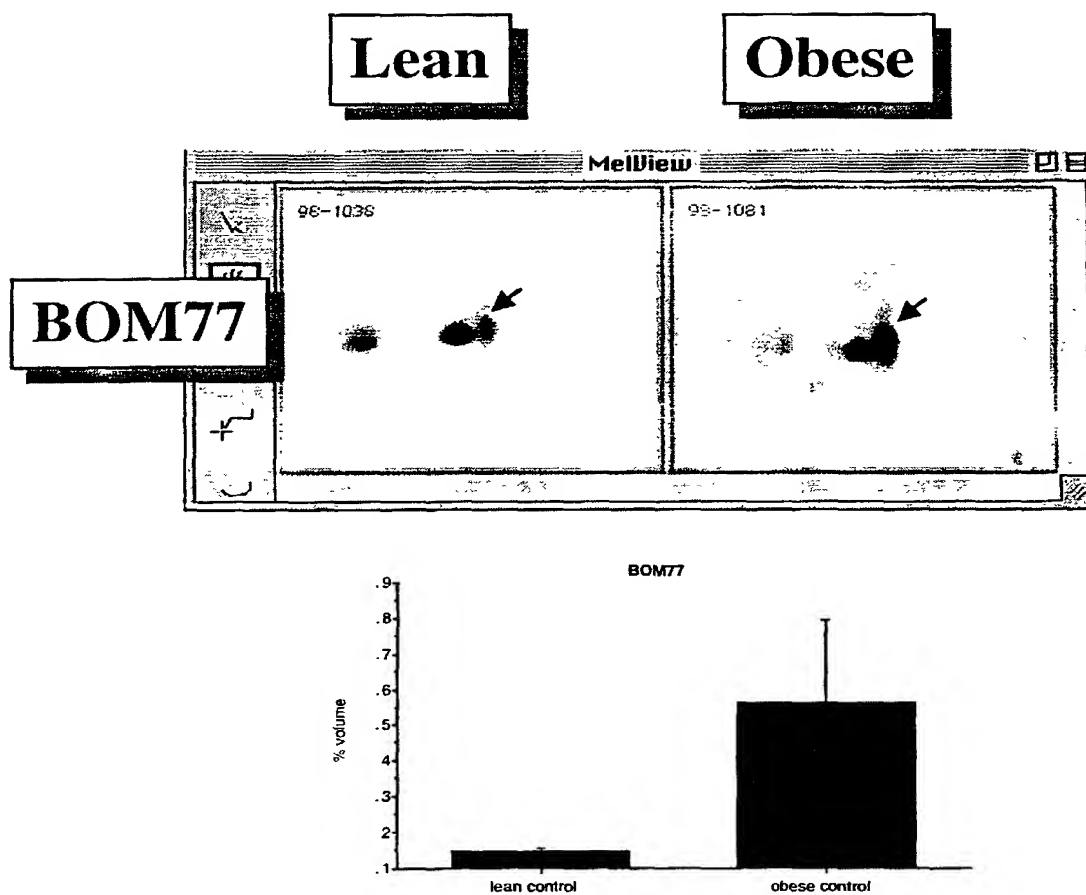 Lean
Obese
MelView
98-1038
99-1081
BOM77
BOM77
.9
.8
.7
.6
.5
4
.3
2
.1
% volume
lean control
obese control